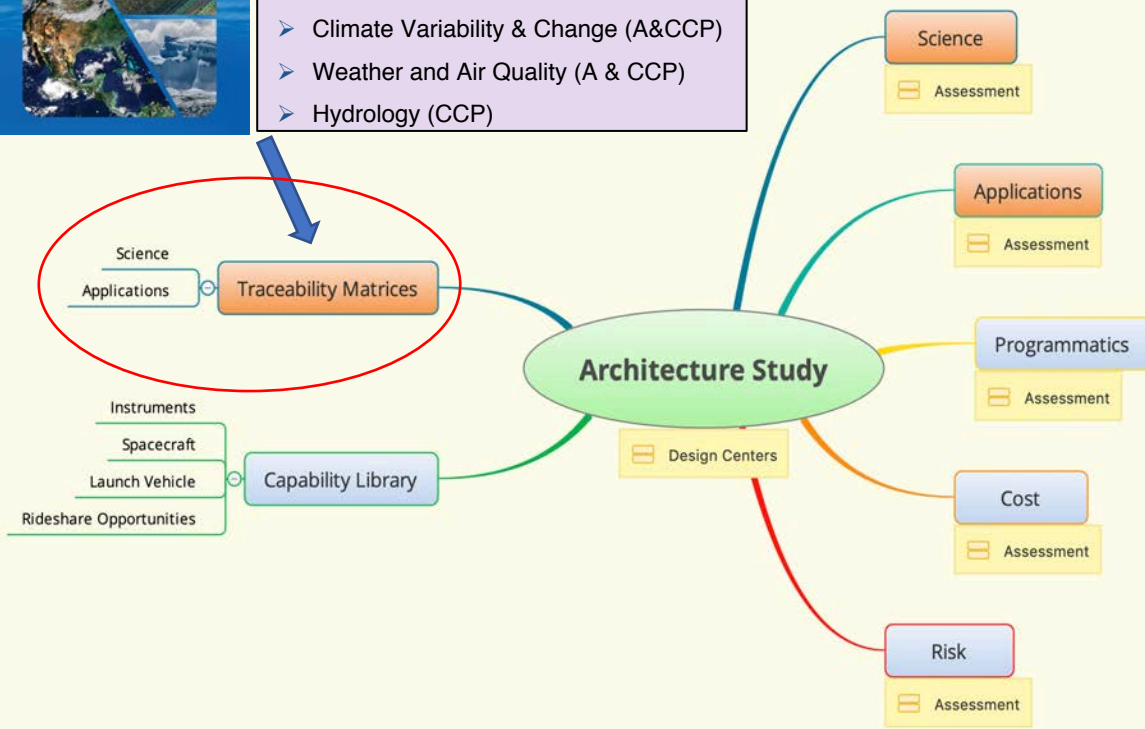 ➢ Climate Variability & Change (A&CCP)
➢ Weather and Air Quality (A & CCP)
➢ Hydrology (CCP)
Science
Applications
Traceability Matrices
Instruments
Spacecraft
Launch Vehicle
Rideshare Opportunities
Capability Library
Architecture Study
Design Centers
Science
Assessment
Applications
Assessment
Programmatics
Assessment
Cost
Assessment
Risk
Assessment